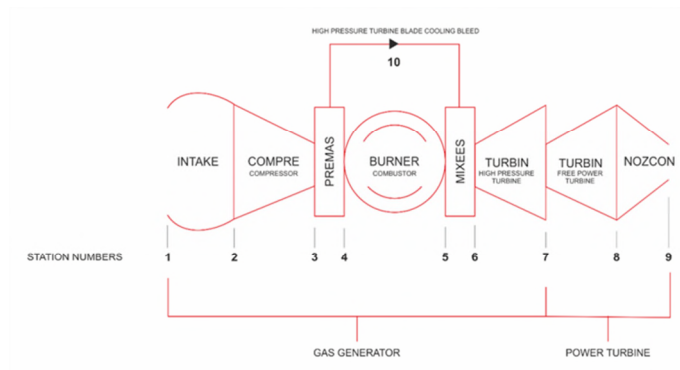 HIGH PRESSURE TURBINE BLADE COOLING BLEED
10
INTAKE
COMPRE
COMPRESSOR
PREMAS
BURNER
COMBUSTOR
MIXEES
TURBIN
HIGH PRESSURE
TURBINE
TURBIN
FREE POWER
TURBINE
NOZCON
STATION NUMBERS
1 2 3 4 5 6 7 8 9
GAS GENERATOR
POWER TURBINE